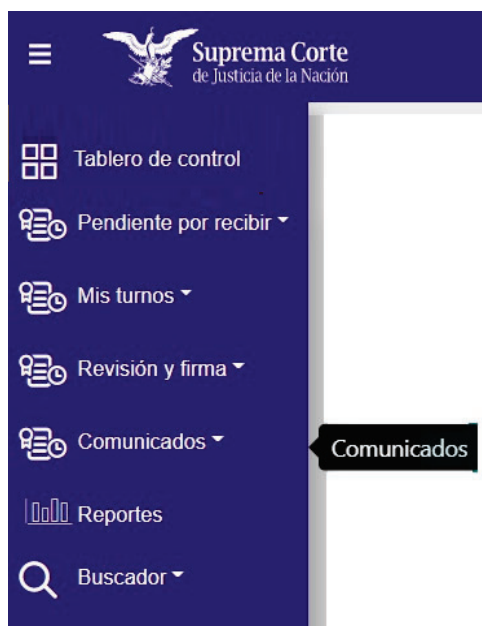 Suprema Corte
de Justicia de la Nación
Tablero de control
Pendiente por recibir
Mis turnos
Revisión y firma
Comunicados
Comunicados
Reportes
Buscador